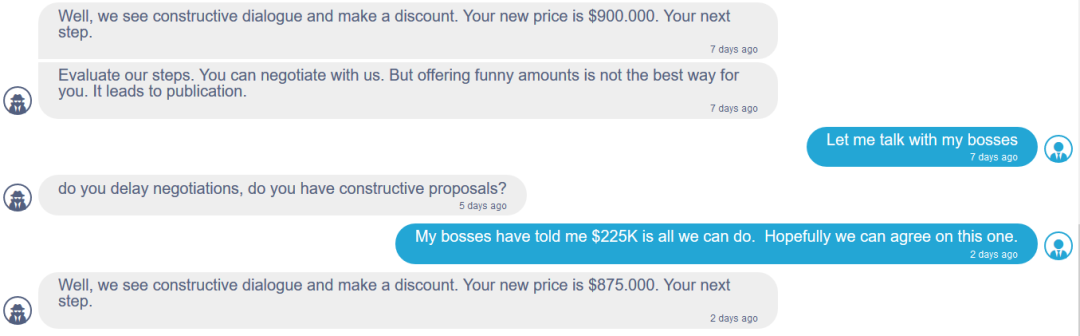 Well, we see constructive dialogue and make a discount. Your new price is $900.000. Your next
step.
7 days ago
Evaluate our steps. You can negotiate with us. But offering funny amounts is not the best way for
you. It leads to publication.
7 days ago
Let me talk with my bosses
7 days ago
do you delay negotiations, do you have constructive proposals?
5 days ago
My bosses have told me $225K is all we can do.  Hopefully we can agree on this one.
2 days ago
Well, we see constructive dialogue and make a discount. Your new price is $875.000. Your next
step.
2 days ago